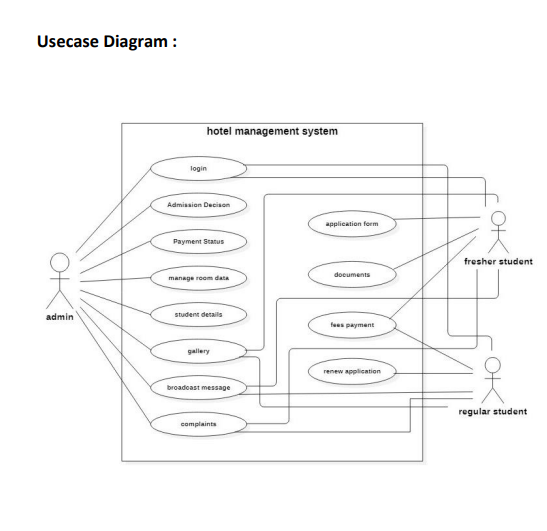 Usecase Diagram :
hotel management system
login
Admission Decison
application form
Payment Status
fresher student
manage room data
documents
admin
student details
fees payment
gallery
renew application
broadcast message
regular student
complaints